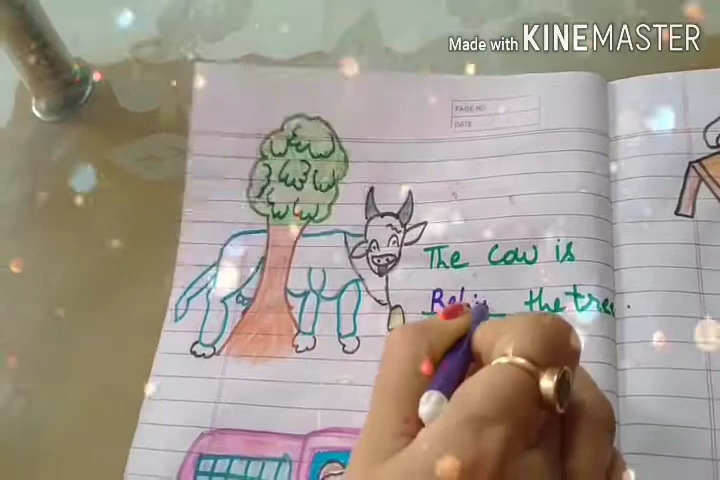 Made with KINEMASTER
PAGE NO.
DATE
The cow is
the tree.